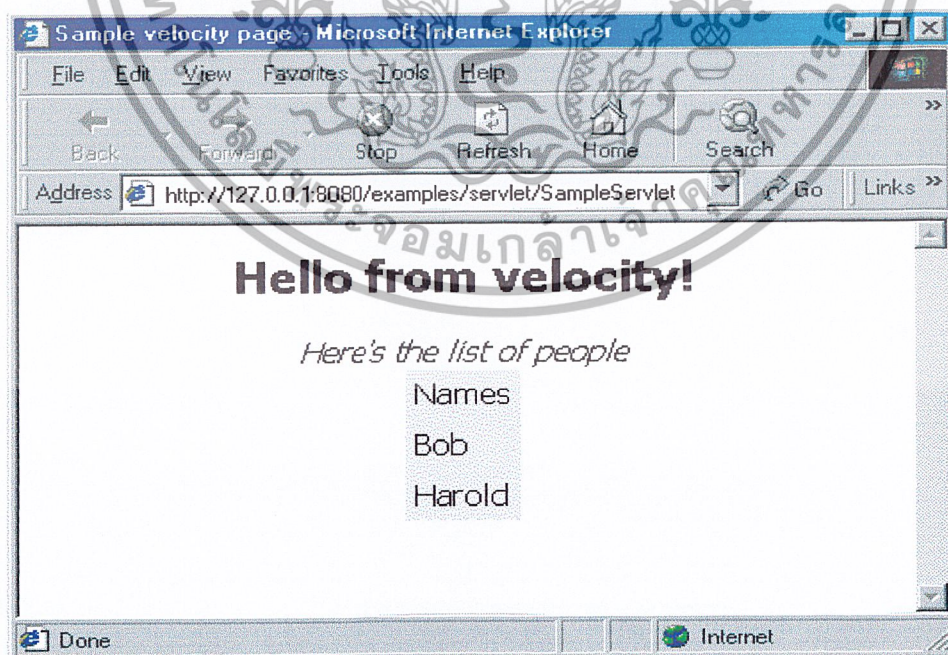 Sample velocity page - Microsoft Internet Explorer
File Edit View Favorites Tools Help
Back Forward Stop Refresh Home Search »
Address http://127.0.0.1:8080/examples/servlet/SampleServlet Go Links »
Hello from velocity!
Here's the list of people
Names
Bob
Harold
Done Internet